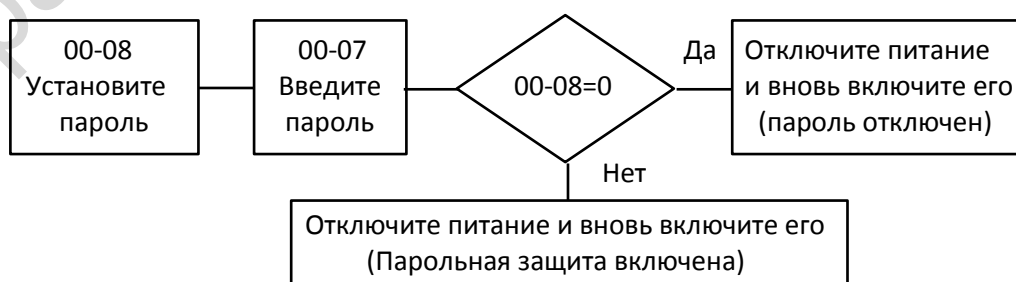 00-08
Установите
пароль
00-07
Введите
пароль
00-08=0
Да
Отключите питание
и вновь включите его
(пароль отключен)
Нет
Отключите питание и вновь включите его
(Парольная защита включена)